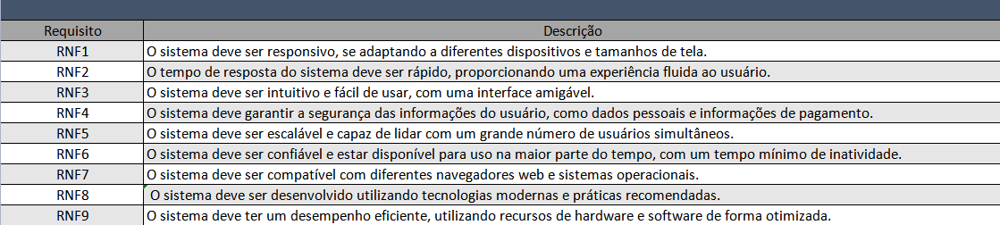 Requisito Descrição
RNF1 O sistema deve ser responsivo, se adaptando a diferentes dispositivos e tamanhos de tela.
RNF2 O tempo de resposta do sistema deve ser rápido, proporcionando uma experiência fluida ao usuário.
RNF3 O sistema deve ser intuitivo e fácil de usar, com uma interface amigável.
RNF4 O sistema deve garantir a segurança das informações do usuário, como dados pessoais e informações de pagamento.
RNF5 O sistema deve ser escalável e capaz de lidar com um grande número de usuários simultâneos.
RNF6 O sistema deve ser confiável e estar disponível para uso na maior parte do tempo, com um tempo mínimo de inatividade.
RNF7 O sistema deve ser compatível com diferentes navegadores web e sistemas operacionais.
RNF8 O sistema deve ser desenvolvido utilizando tecnologias modernas e práticas recomendadas.
RNF9 O sistema deve ter um desempenho eficiente, utilizando recursos de hardware e software de forma otimizada.